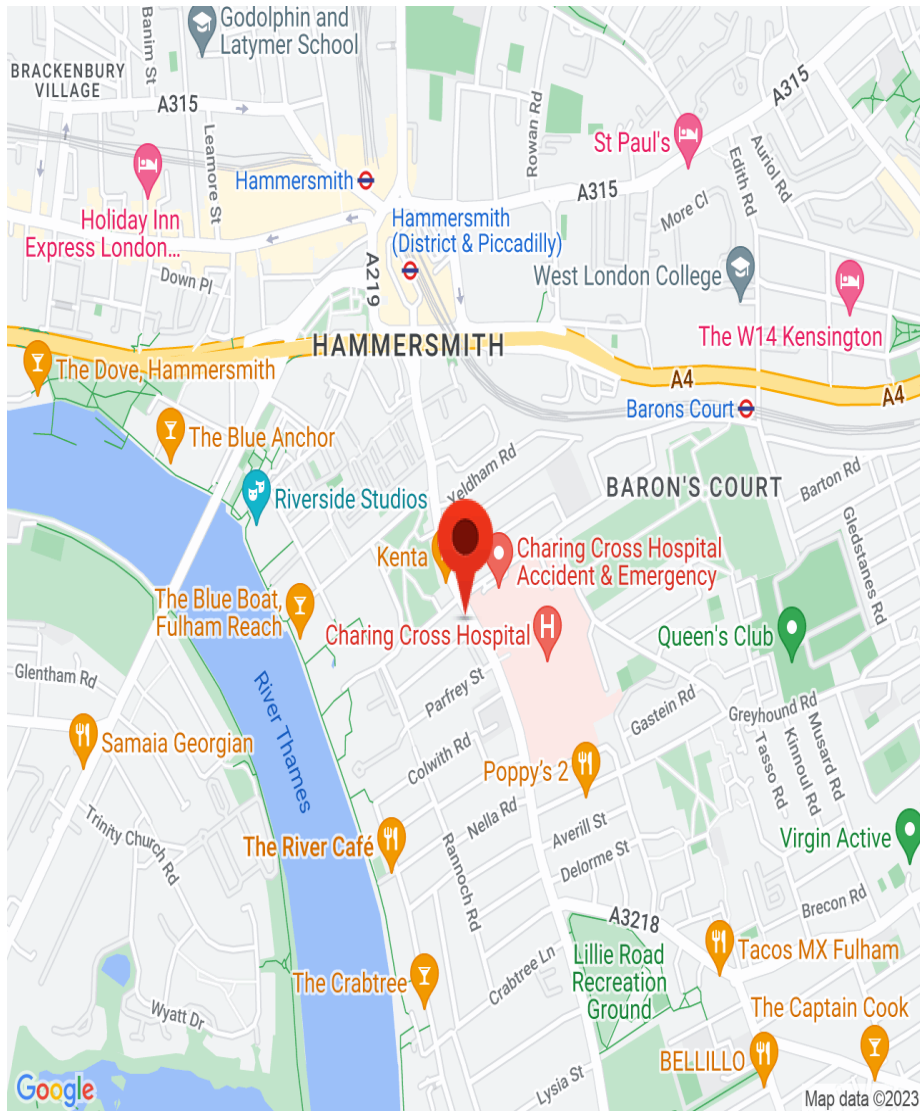 Godolphin and
Latymer School
Banim St
BRACKENBURY
VILLAGE
A315
A315
Rowan Rd
St Paul's
Leamore St
Hammersmith
A315
Edith Rd
Auriol Rd
More Cl
Holiday Inn
Express London...
Hammersmith
(District & Piccadilly)
Down Pl
A219
West London College
The W14 Kensington
HAMMERSMITH
The Dove, Hammersmith
A4
A4
Barons Court
The Blue Anchor
Yeldham Rd
Barton Rd
BARON'S COURT
Riverside Studios
Gledstanes Rd
Kenta
Charing Cross Hospital
Accident & Emergency
The Blue Boat,
Fulham Reach
Charing Cross Hospital
H
Queen's Club
Glentham Rd
River Thames
Parfrey St
Gastein Rd
Greyhound Rd
Musard Rd
Kinnoul Rd
Tasso Rd
Samaia Georgian
Colwith Rd
Poppy's 2
Nella Rd
Trinity Church Rd
The River Café
Averill St
Virgin Active
Rannoch Rd
Delorme St
Brecon Rd
A3218
Crabtree Ln
Lillie Road
Recreation
Ground
Tacos MX Fulham
The Crabtree
Wyatt Dr
The Captain Cook
BELLILLO
Lysia St
Google
Map data ©2023